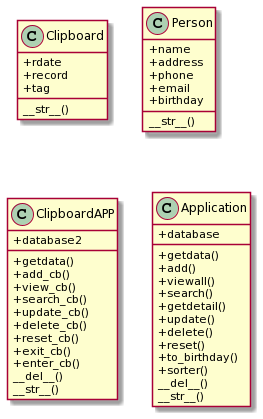 C Clipboard
+rdate
+record
+tag
__str__()
C Person
+name
+address
+phone
+email
+birthday
__str__()
C ClipboardAPP
+database2
+getdata()
+add_cb()
+view_cb()
+search_cb()
+update_cb()
+delete_cb()
+reset_cb()
+exit_cb()
+enter_cb()
__del__()
__str__()
C Application
+database
+getdata()
+add()
+viewall()
+search()
+getdetail()
+update()
+delete()
+reset()
+to_birthday()
+sorter()
__del__()
__str__()